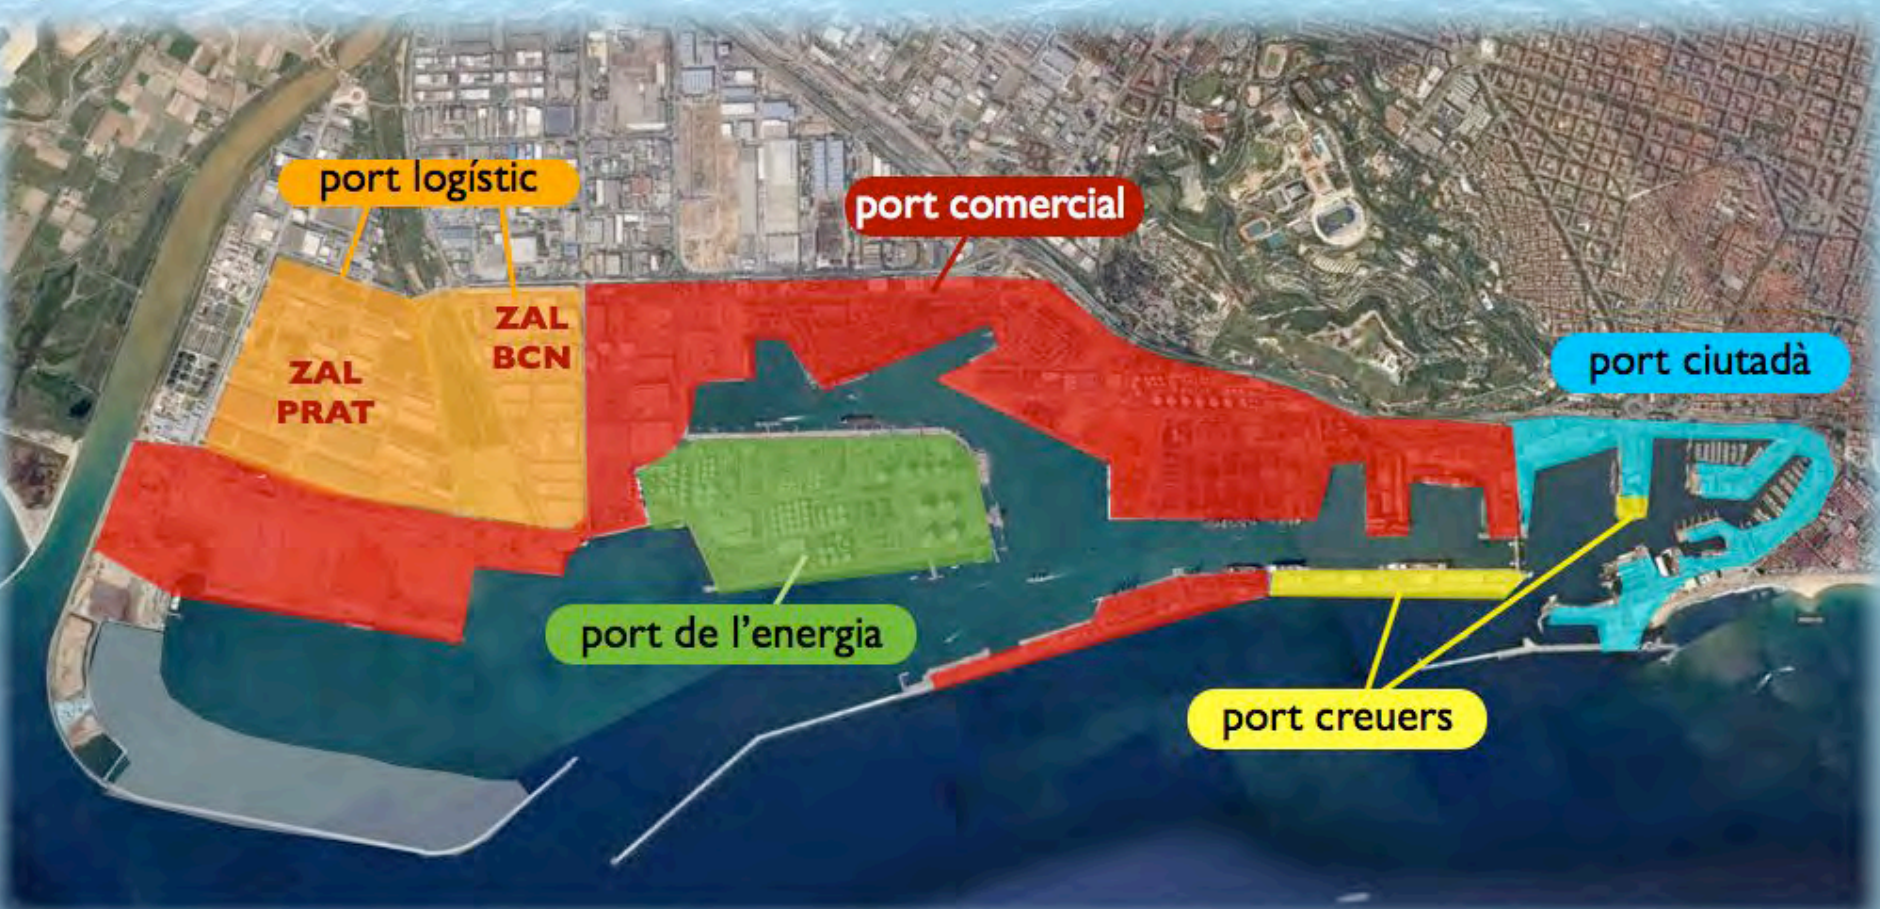 port logístic
port comercial
ZAL
BCN
port ciutadà
ZAL
PRAT
port de l'energia
port creuers